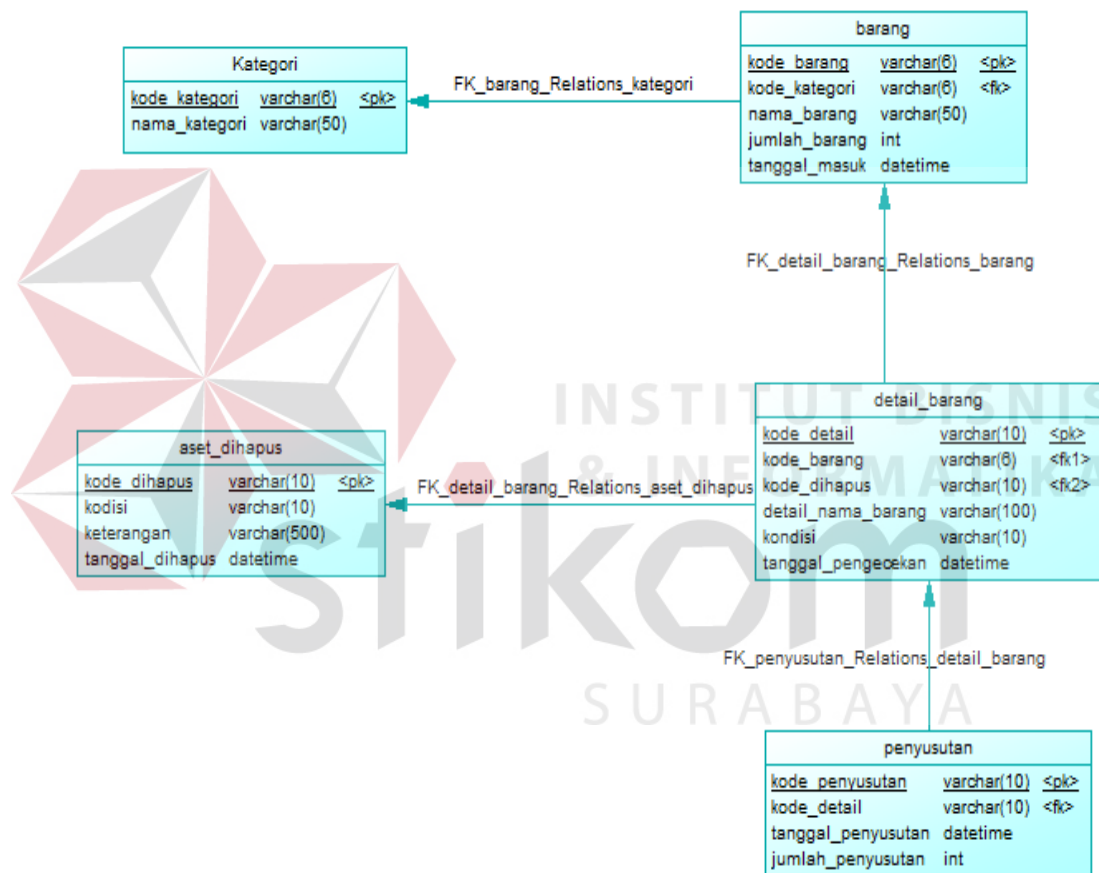 Kategori
kode_kategori varchar(6) <pk>
nama_kategori varchar(50)
FK_barang_Relations_kategori
barang
kode_barang varchar(6) <pk>
kode_kategori varchar(6) <fk>
nama_barang varchar(50)
jumlah_barang int
tanggal_masuk datetime
FK_detail_barang_Relations_barang
INSTITUT BISNIS
& INFORMATIKA
stikom
SURABAYA
aset_dihapus
kode_dihapus varchar(10) <pk>
kodisi varchar(10)
keterangan varchar(500)
tanggal_dihapus datetime
FK_detail_barang_Relations_aset_dihapus
detail_barang
kode_detail varchar(10) <pk>
kode_barang varchar(6) <fk1>
kode_dihapus varchar(10) <fk2>
detail_nama_barang varchar(100)
kondisi varchar(10)
tanggal_pengecekan datetime
FK_penyusutan_Relations_detail_barang
penyusutan
kode_penyusutan varchar(10) <pk>
kode_detail varchar(10) <fk>
tanggal_penyusutan datetime
jumlah_penyusutan int